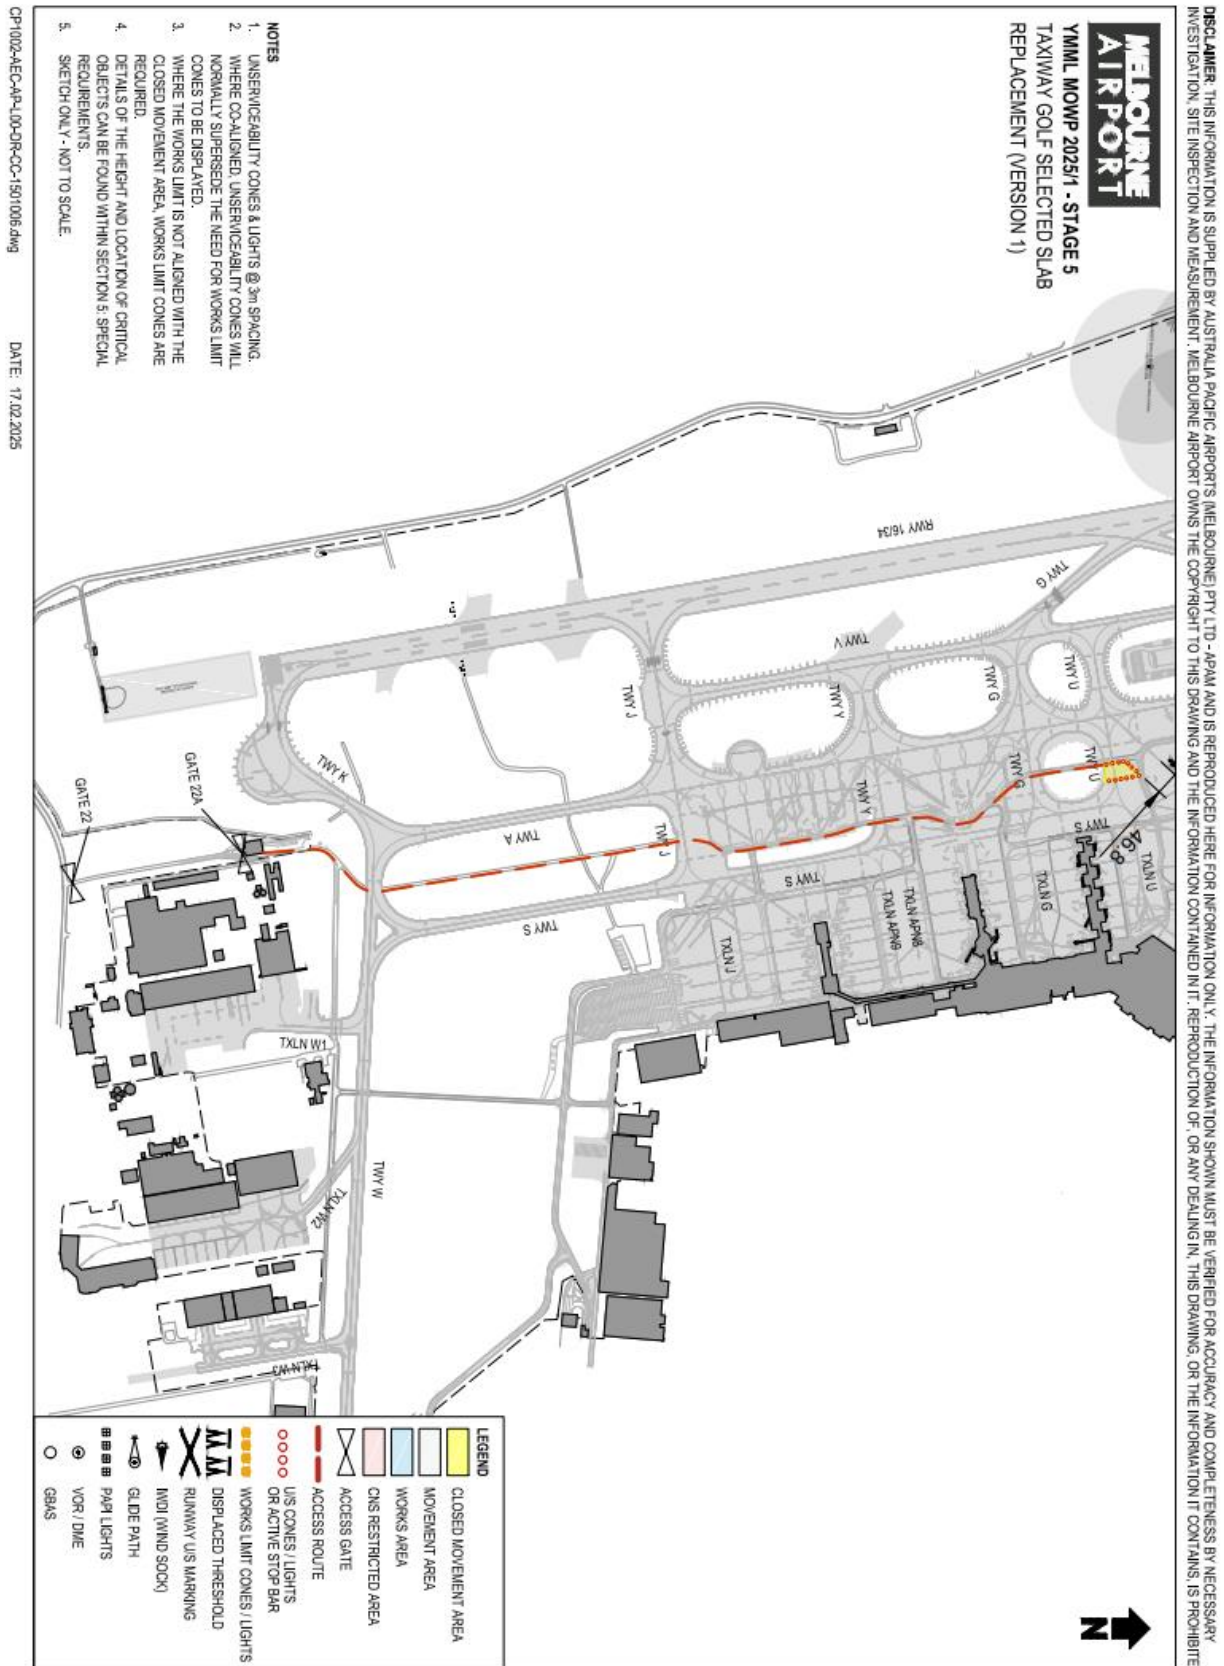 DISCLAIMER: THIS INFORMATION IS SUPPLIED BY AUSTRALIA PACIFIC AIRPORTS (MELBOURNE) PTY LTD - APAM AND IS REPRODUCED HERE FOR INFORMATION ONLY. THE INFORMATION SHOWN MUST BE VERIFIED FOR ACCURACY AND COMPLETENESS BY NECESSARY
INVESTIGATION, SITE INSPECTION AND MEASUREMENT. MELBOURNE AIRPORT OWNS THE COPYRIGHT TO THIS DRAWING AND THE INFORMATION CONTAINED IN IT. REPRODUCTION OF, OR ANY DEALING IN, THIS DRAWING, OR THE INFORMATION IT CONTAINS, IS PROHIBITE
MELBOURNE
AIRPORT
YMML MOWP 2025/1 - STAGE 5
TAXIWAY GOLF SELECTED SLAB
REPLACEMENT (VERSION 1)
RWY 16/34
TWY G
TWY V
TWY U
TWY G
TWY Y
TWY J
TWY K
TWY U
TWY G
TWY Y
TWY J
TWY A
TWY S
TWY S
TWY S
46.8
TXLN U
TXLN G
TXLN APN8
TXLN APN9
TXLN J
GATE 22A
GATE 22
TXLN W1
TWY W
TXLN W2
TXLN W3
N
NOTES
1. UNSERVICEABILITY CONES & LIGHTS @ 3m SPACING.
2. WHERE CO-ALIGNED, UNSERVICEABILITY CONES WILL
NORMALLY SUPERSEDE THE NEED FOR WORKS LIMIT
CONES TO BE DISPLAYED.
3. WHERE THE WORKS LIMIT IS NOT ALIGNED WITH THE
CLOSED MOVEMENT AREA, WORKS LIMIT CONES ARE
REQUIRED.
4. DETAILS OF THE HEIGHT AND LOCATION OF CRITICAL
OBJECTS CAN BE FOUND WITHIN SECTION 5: SPECIAL
REQUIREMENTS.
5. SKETCH ONLY - NOT TO SCALE.
LEGEND
CLOSED MOVEMENT AREA
MOVEMENT AREA
WORKS AREA
CNS RESTRICTED AREA
ACCESS GATE
ACCESS ROUTE
U/S CONES / LIGHTS
OR ACTIVE STOP BAR
WORKS LIMIT CONES / LIGHTS
DISPLACED THRESHOLD
RUNWAY U/S MARKING
IWDI (WIND SOCK)
GLIDE PATH
PAPI LIGHTS
VOR / DME
GBAS
CP1002-AEC-AP-L00-DR-CC-1501006.dwg
DATE: 17.02.2025